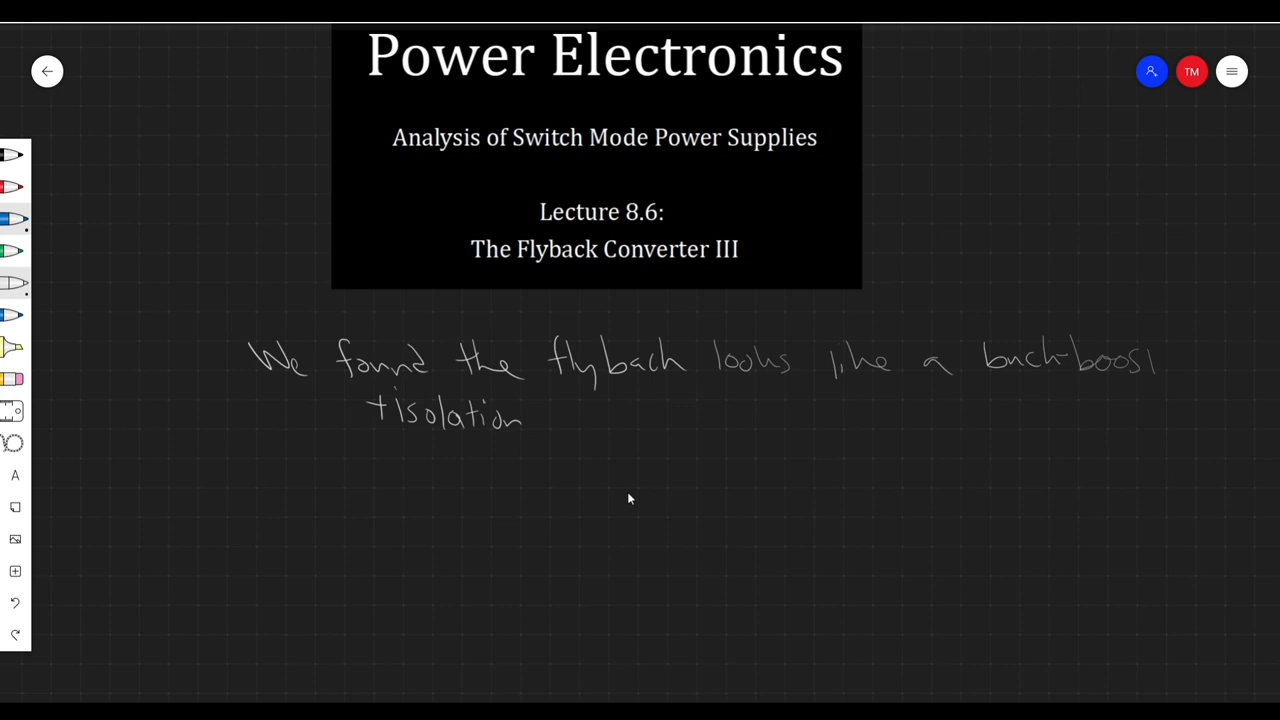 Power Electronics
Analysis of Switch Mode Power Supplies
Lecture 8.6:
The Flyback Converter III
TM
We found the flyback looks like a buck-boost
+isolation
A